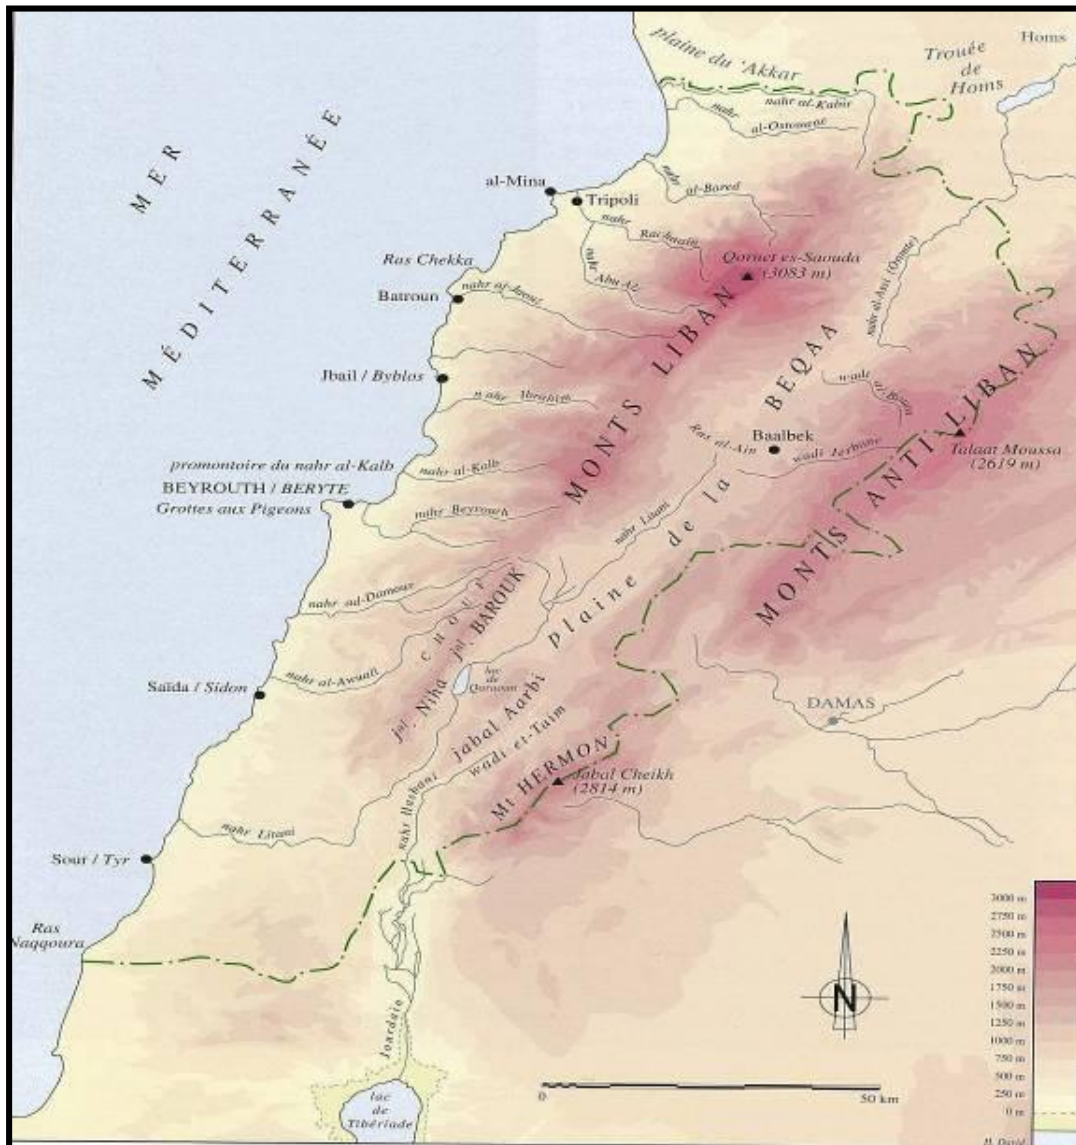 MER
MÉDITERRANÉE
plaine du 'Akkar
Trouée
de
Homs
Homs
nahr al-Kabir
nahr
al-Ostouane
al-Mina
Tripoli
nahr
al-Bared
nahr
Rachaain
nahr
Abu Ali
Qornet es-Saouda
(3083 m)
Ras Chekka
Batroun
nahr al-Jaouz
nahr al-Assi (Oronte)
Jbail / Byblos
nahr Ibrahim
MONTS LIBAN
plaine de la BEQAA
wadi
Ras al-Ain
Baalbek
MONTS ANTI LIBAN
Talaat Moussa
(2619 m)
promontoire du nahr al-Kalb
nahr al-Kalb
BEYROUTH / BERYTE
Grottes aux Pigeons
nahr Beyrouth
nahr Litani
nahr ad-Damour
CHOUF
jal. BAROUK
nahr al-Awuali
Saïda / Sidon
jal. Niha
lac
de
Qaraoun
jabal Aarbi
wadi et-Taim
DAMAS
Mt HERMON
Jabal Cheikh
(2814 m)
nahr Hasbani
nahr Litani
Sour / Tyr
Ras
Naqqoura
Jourdain
lac
de
Tibériade
N
0
50 km
3000 m
2750 m
2500 m
2250 m
2000 m
1750 m
1500 m
1250 m
1000 m
750 m
500 m
250 m
0 m